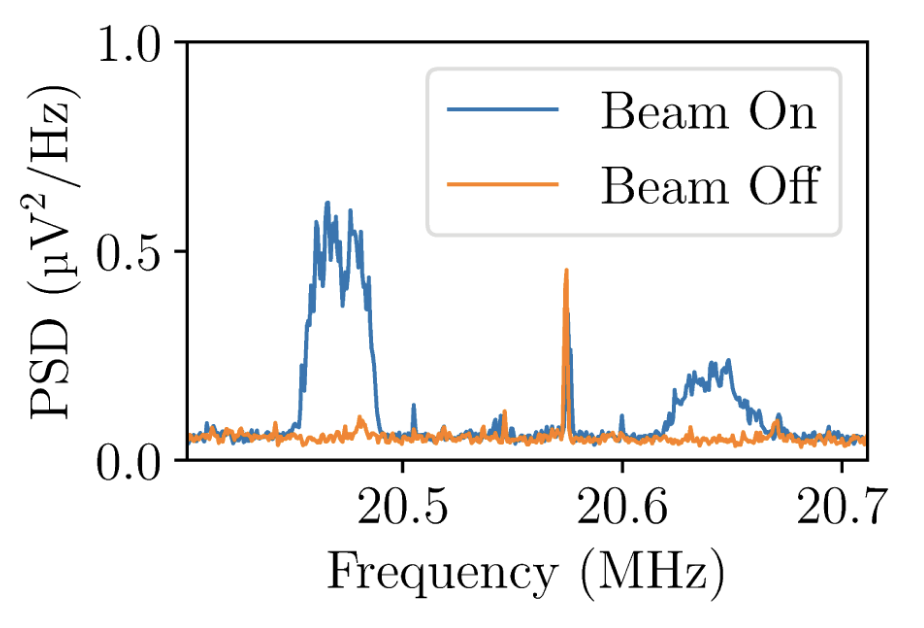 1.0
0.5
0.0
PSD (µV²/Hz)
Beam On
Beam Off
20.5 20.6 20.7
Frequency (MHz)